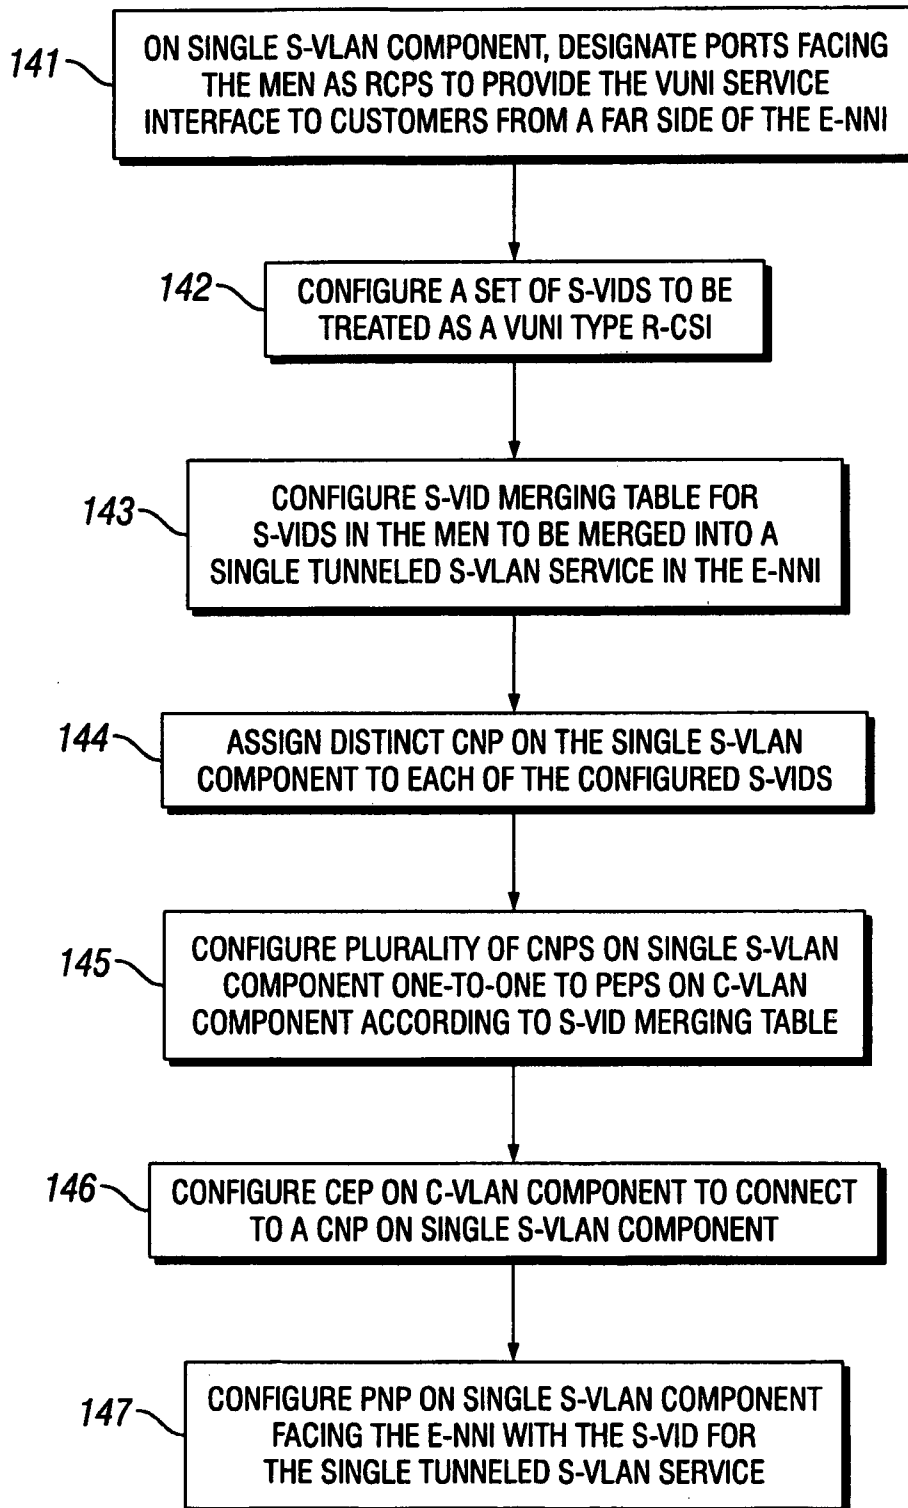 141
ON SINGLE S-VLAN COMPONENT, DESIGNATE PORTS FACING
THE MEN AS RCPS TO PROVIDE THE VUNI SERVICE
INTERFACE TO CUSTOMERS FROM A FAR SIDE OF THE E-NNI
142
CONFIGURE A SET OF S-VIDS TO BE
TREATED AS A VUNI TYPE R-CSI
143
CONFIGURE S-VID MERGING TABLE FOR
S-VIDS IN THE MEN TO BE MERGED INTO A
SINGLE TUNNELED S-VLAN SERVICE IN THE E-NNI
144
ASSIGN DISTINCT CNP ON THE SINGLE S-VLAN
COMPONENT TO EACH OF THE CONFIGURED S-VIDS
145
CONFIGURE PLURALITY OF CNPS ON SINGLE S-VLAN
COMPONENT ONE-TO-ONE TO PEPS ON C-VLAN
COMPONENT ACCORDING TO S-VID MERGING TABLE
146
CONFIGURE CEP ON C-VLAN COMPONENT TO CONNECT
TO A CNP ON SINGLE S-VLAN COMPONENT
147
CONFIGURE PNP ON SINGLE S-VLAN COMPONENT
FACING THE E-NNI WITH THE S-VID FOR
THE SINGLE TUNNELED S-VLAN SERVICE